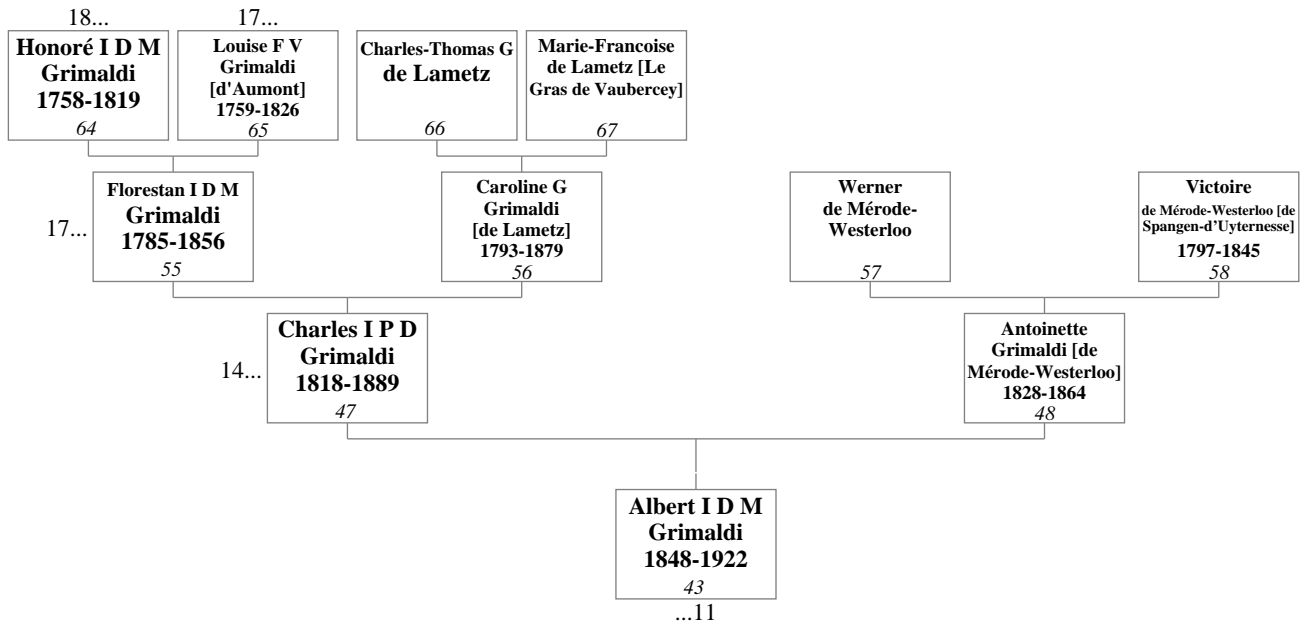 18...
17...
Honoré I D M
Grimaldi
1758-1819
64
Louise F V
Grimaldi
[d'Aumont]
1759-1826
65
Charles-Thomas G
de Lametz
66
Marie-Francoise
de Lametz [Le
Gras de Vaubercey]
67
17...
Florestan I D M
Grimaldi
1785-1856
55
Caroline G
Grimaldi
[de Lametz]
1793-1879
56
Werner
de Mérode-
Westerloo
57
Victoire
de Mérode-Westerloo [de
Spangen-d’Uyternesse]
1797-1845
58
14...
Charles I P D
Grimaldi
1818-1889
47
Antoinette
Grimaldi [de
Mérode-Westerloo]
1828-1864
48
Albert I D M
Grimaldi
1848-1922
43
...11